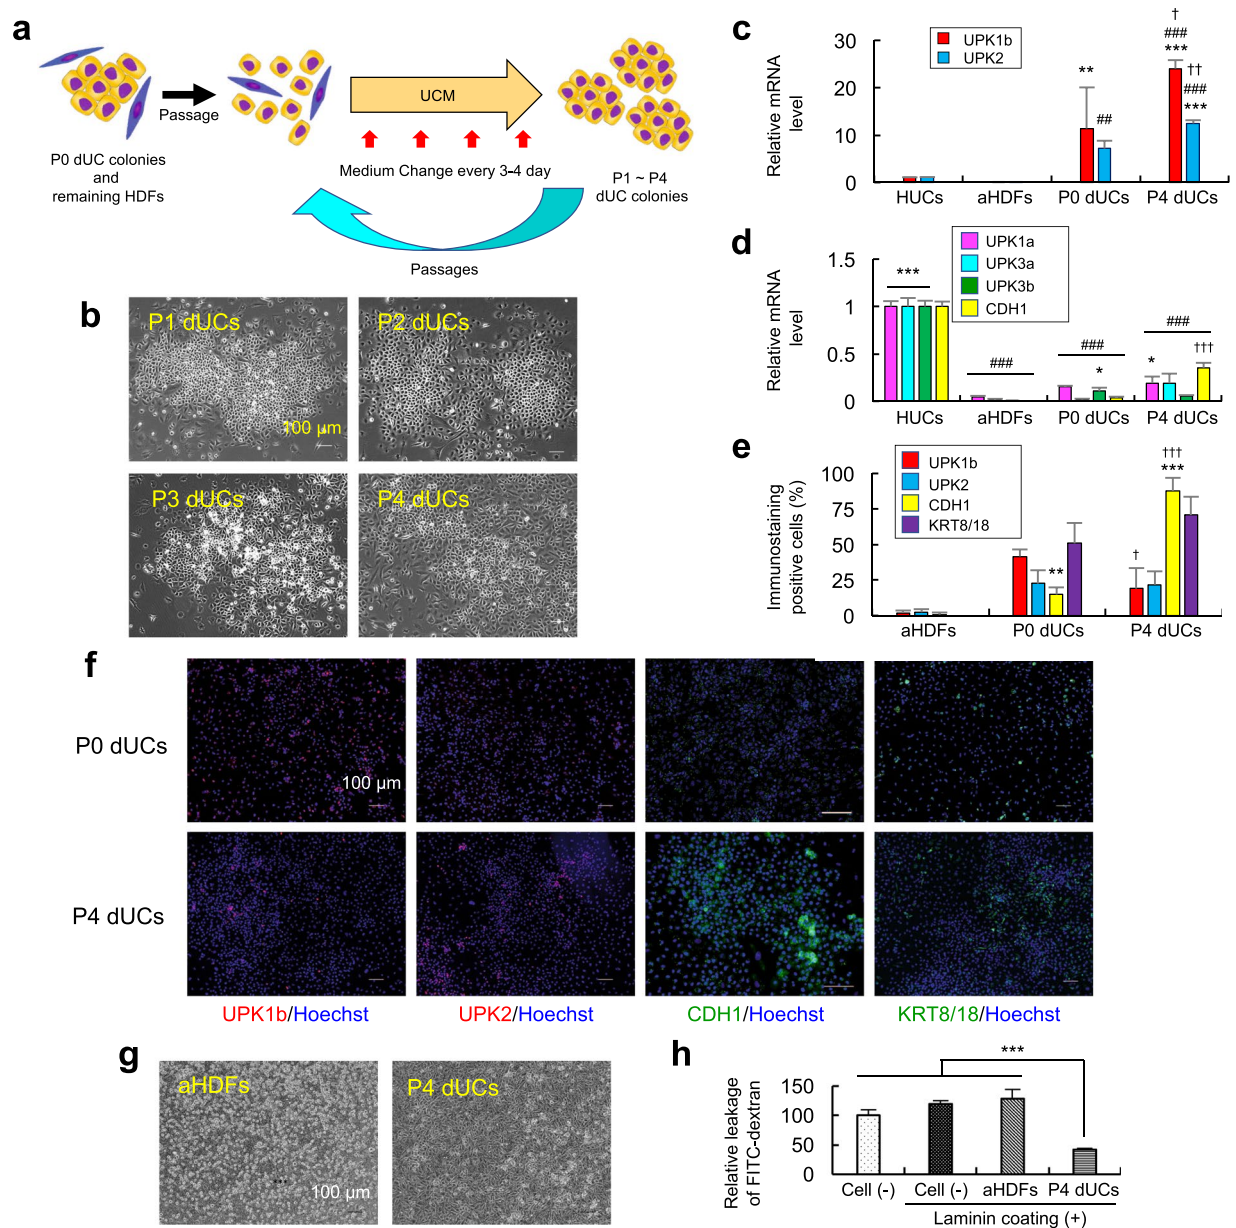 a
P0 dUC colonies
and
remaining HDFs
Passage
UCM
Medium Change every 3-4 day
P1 ~ P4
dUC colonies
Passages
b
P1 dUCs
100 µm
P2 dUCs
P3 dUCs
P4 dUCs
c
Relative mRNA
level
30
20
10
0
UPK1b
UPK2
**
##
†
###
***
††
###
***
HUCs
aHDFs
P0 dUCs
P4 dUCs
d
Relative mRNA
level
1.5
1
0.5
0
UPK1a
UPK3a
UPK3b
CDH1
***
###
###
*
###
*
†††
HUCs
aHDFs
P0 dUCs
P4 dUCs
e
Immunostaining
positive cells (%)
100
75
50
25
0
UPK1b
UPK2
CDH1
KRT8/18
**
†
†††
***
aHDFs
P0 dUCs
P4 dUCs
f
P0 dUCs
100 µm
P4 dUCs
UPK1b/Hoechst
UPK2/Hoechst
CDH1/Hoechst
KRT8/18/Hoechst
g
aHDFs
100 µm
P4 dUCs
h
Relative leakage
of FITC-dextran
150
100
50
0
***
Cell (-)
Cell (-)
aHDFs
P4 dUCs
Laminin coating (+)